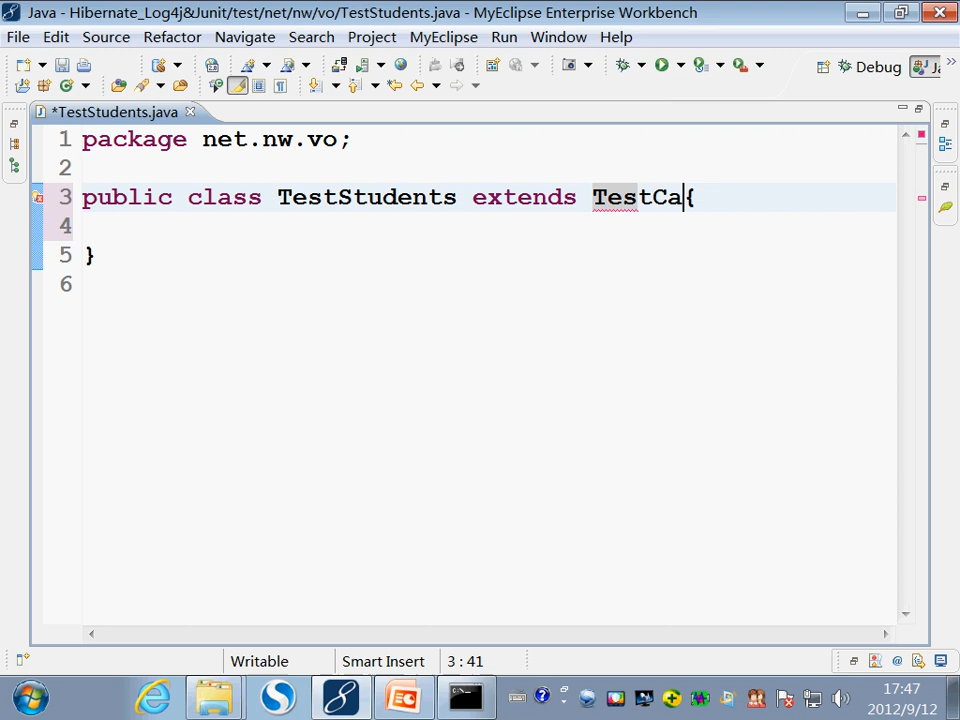 Java - Hibernate_Log4j&Junit/test/net/nw/vo/TestStudents.java - MyEclipse Enterprise Workbench
File Edit Source Refactor Navigate Search Project MyEclipse Run Window Help
Debug
*TestStudents.java
1 package net.nw.vo;
2
3 public class TestStudents extends TestCa{
4
5 }
6
Writable Smart Insert 3 : 41
17:47
2012/9/12